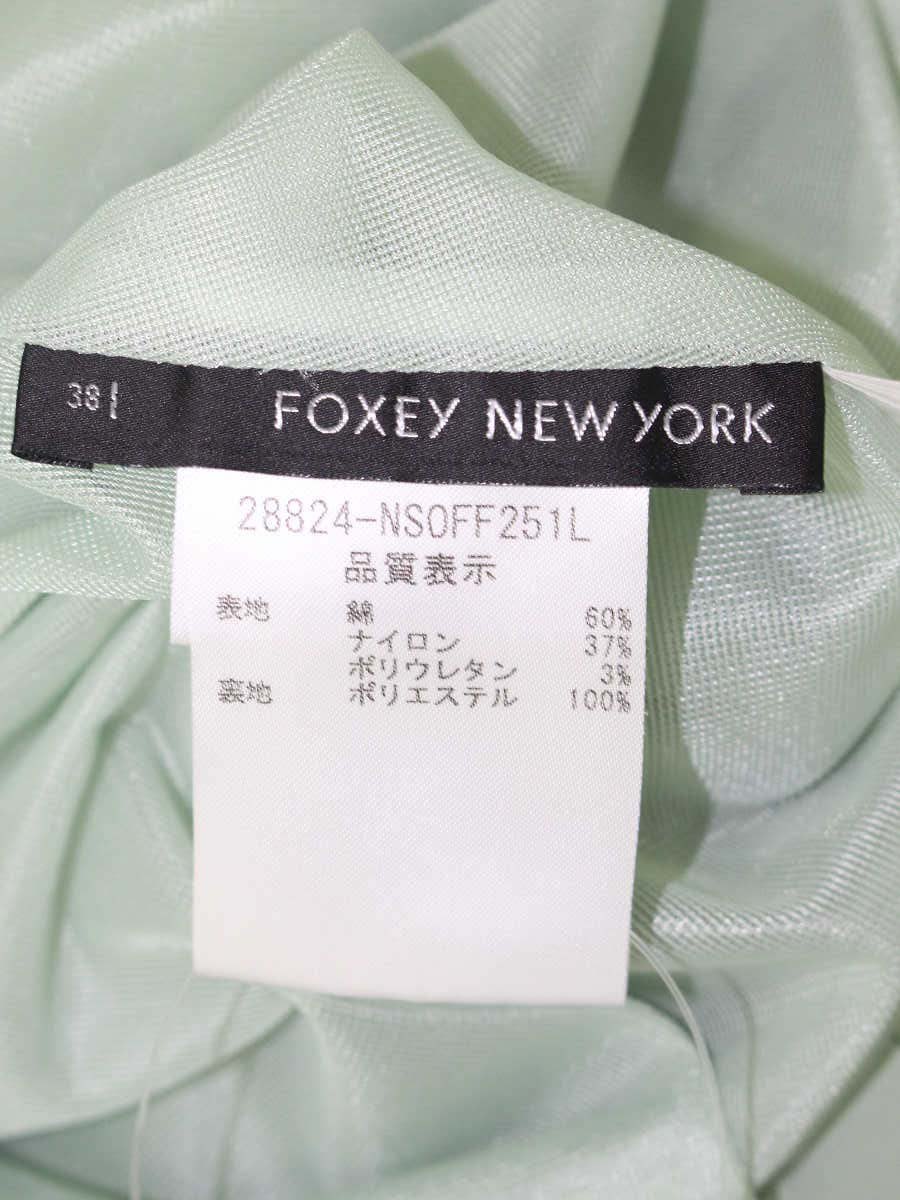 38
FOXEY NEW YORK
28824-NSOFF251L
品質表示
表地 綿 60%
ナイロン 37%
ポリウレタン 3%
裏地 ポリエステル 100%